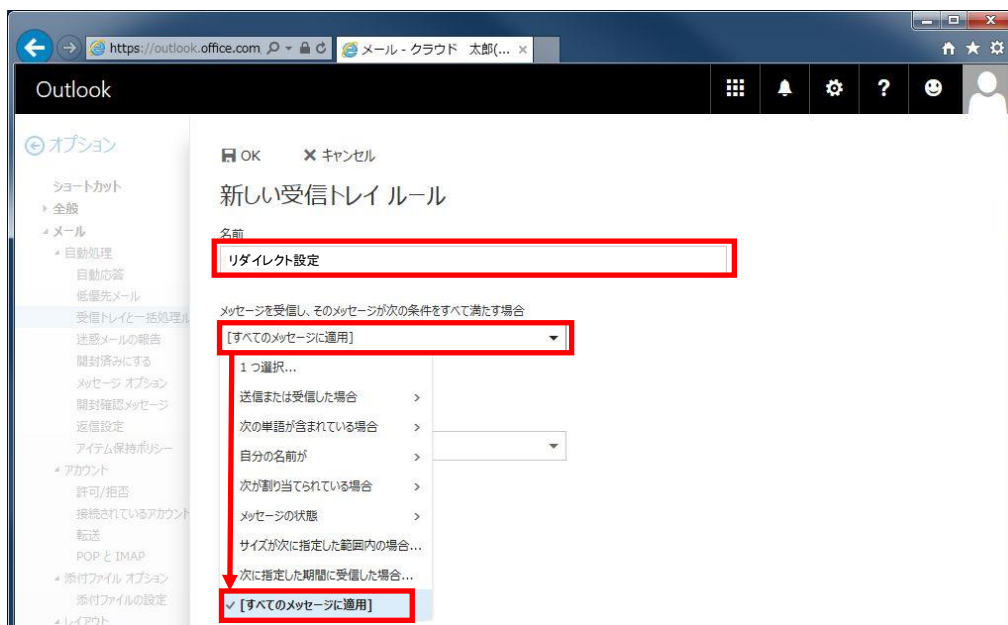 https://outlook.office.com
メール - クラウド 太郎(...
Outlook
オプション
ショートカット
全般
メール
自動処理
自動応答
低優先メール
受信トレイと一括処理ル
迷惑メールの報告
開封済みにする
メッセージ オプション
開封確認メッセージ
返信設定
アイテム保持ポリシー
アカウント
許可/拒否
接続されているアカウント
転送
POP と IMAP
添付ファイル オプション
添付ファイルの設定
レイアウト
OK キャンセル
新しい受信トレイ ルール
名前
リダイレクト設定
メッセージを受信し、そのメッセージが次の条件をすべて満たす場合
[すべてのメッセージに適用]
1 つ選択...
送信または受信した場合
次の単語が含まれている場合
自分の名前が
次が割り当てられている場合
メッセージの状態
サイズが次に指定した範囲内の場合...
次に指定した期間に受信した場合...
[すべてのメッセージに適用]